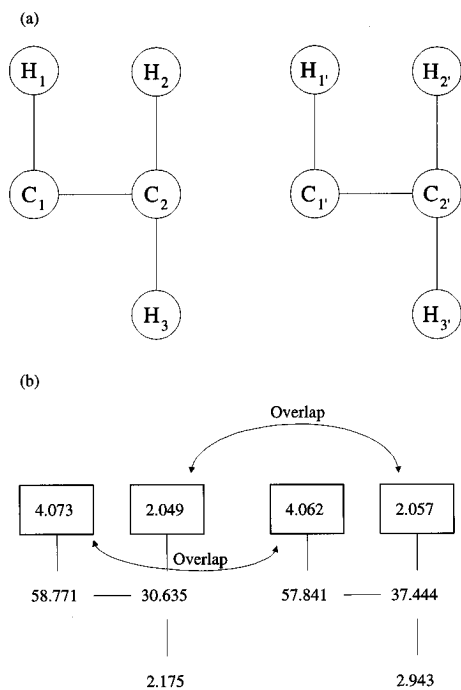 (a)
H1 H2 H1' H2'
C1 C2 C1' C2'
H3 H3'
(b)
Overlap
4.073 2.049 4.062 2.057
Overlap
58.771 30.635 57.841 37.444
2.175 2.943